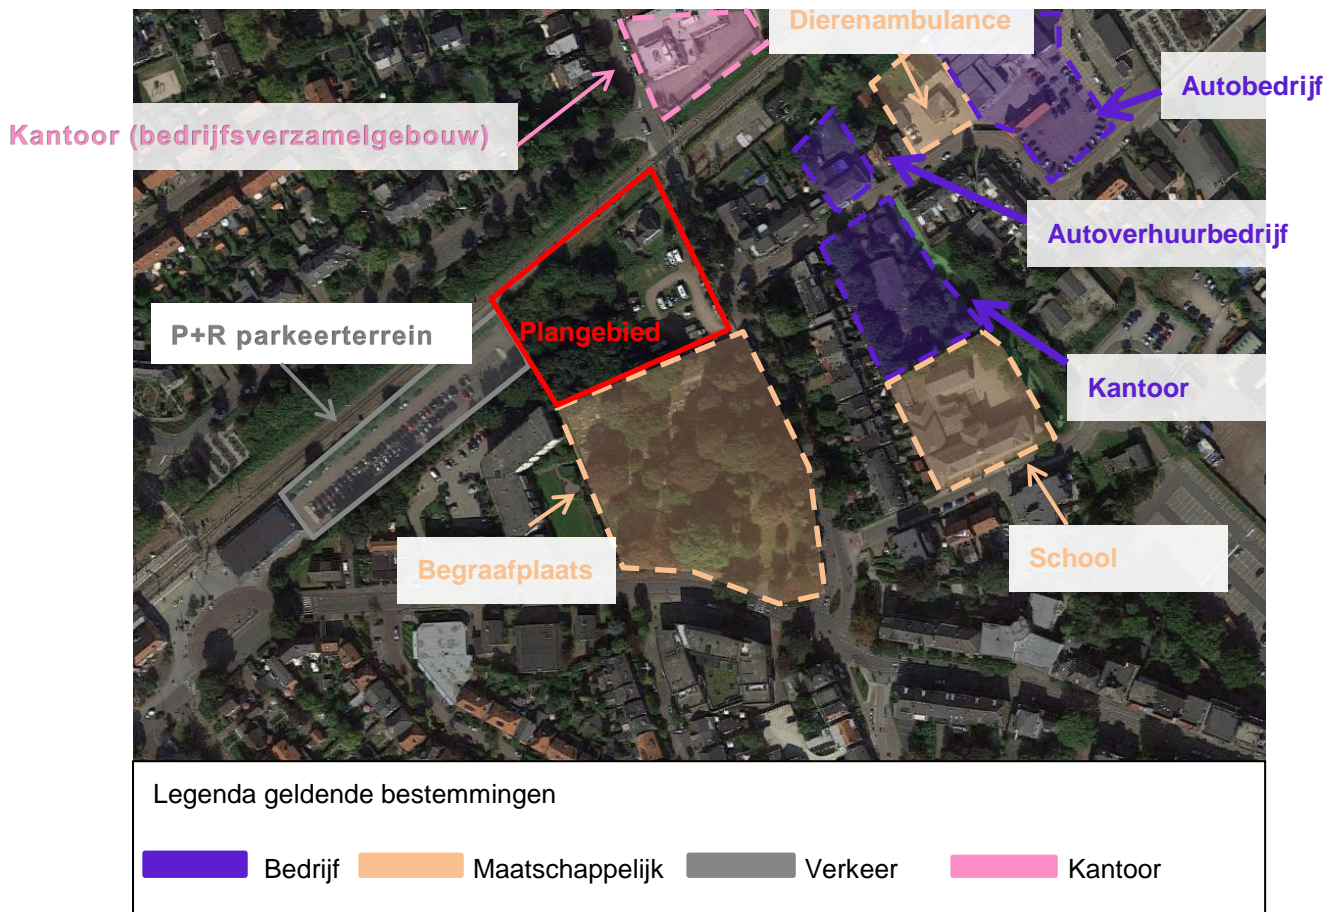 Dierenambulance
Autobedrijf
Kantoor (bedrijfsverzamelgebouw)
Autoverhuurbedrijf
P+R parkeerterrein
Plangebied
Kantoor
Begraafplaats
School
Legenda geldende bestemmingen
Bedrijf Maatschappelijk Verkeer Kantoor